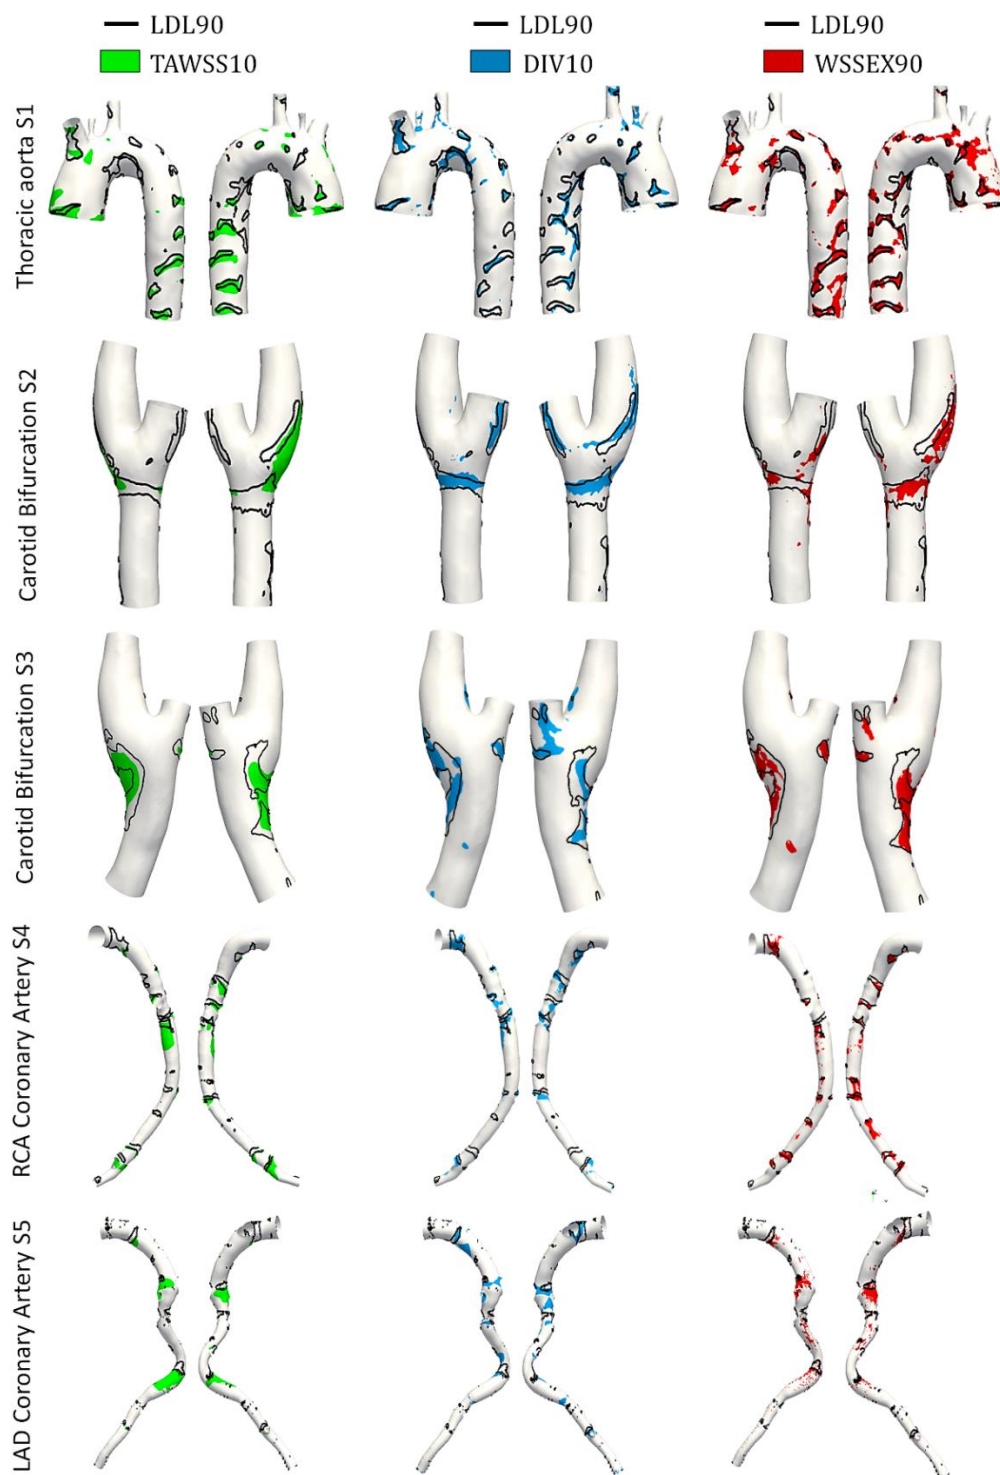 LDL90
TAWSS10
LDL90
DIV10
LDL90
WSSEX90
Thoracic aorta S1
Carotid Bifurcation S2
Carotid Bifurcation S3
RCA Coronary Artery S4
LAD Coronary Artery S5